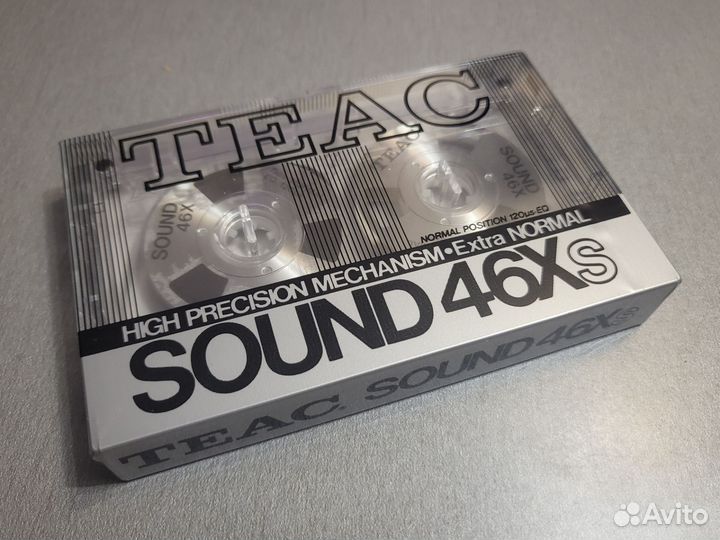 TEAC
SOUND
46X
TEAC
SOUND
46X
NORMAL POSITION 120µs-EQ
HIGH PRECISION MECHANISM • Extra NORMAL
SOUND 46Xs
TEAC. SOUND 46Xs
Avito